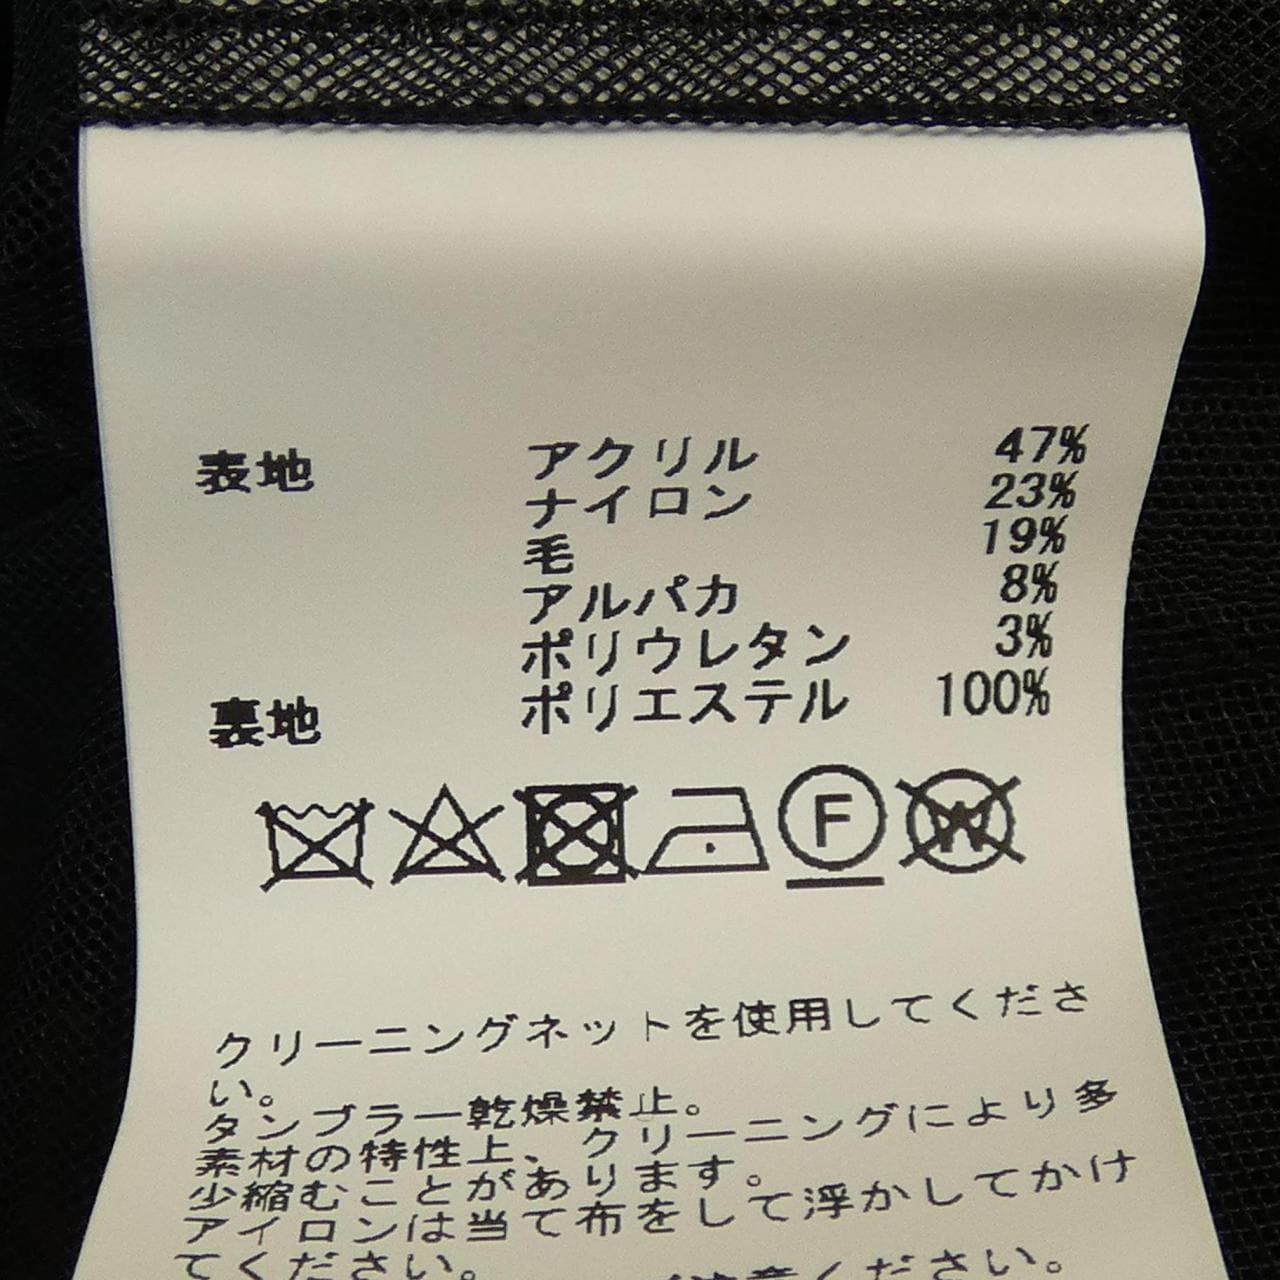 表地 アクリル 47%
ナイロン 23%
毛 19%
アルパカ 8%
ポリウレタン 3%
裏地 ポリエステル 100%
F W
クリーニングネットを使用してくださ
い。
タンブラー乾燥禁止。
素材の特性上、クリーニングにより多
少縮むことがあります。
アイロンは当て布をして浮かしてかけ
てください。
ください。